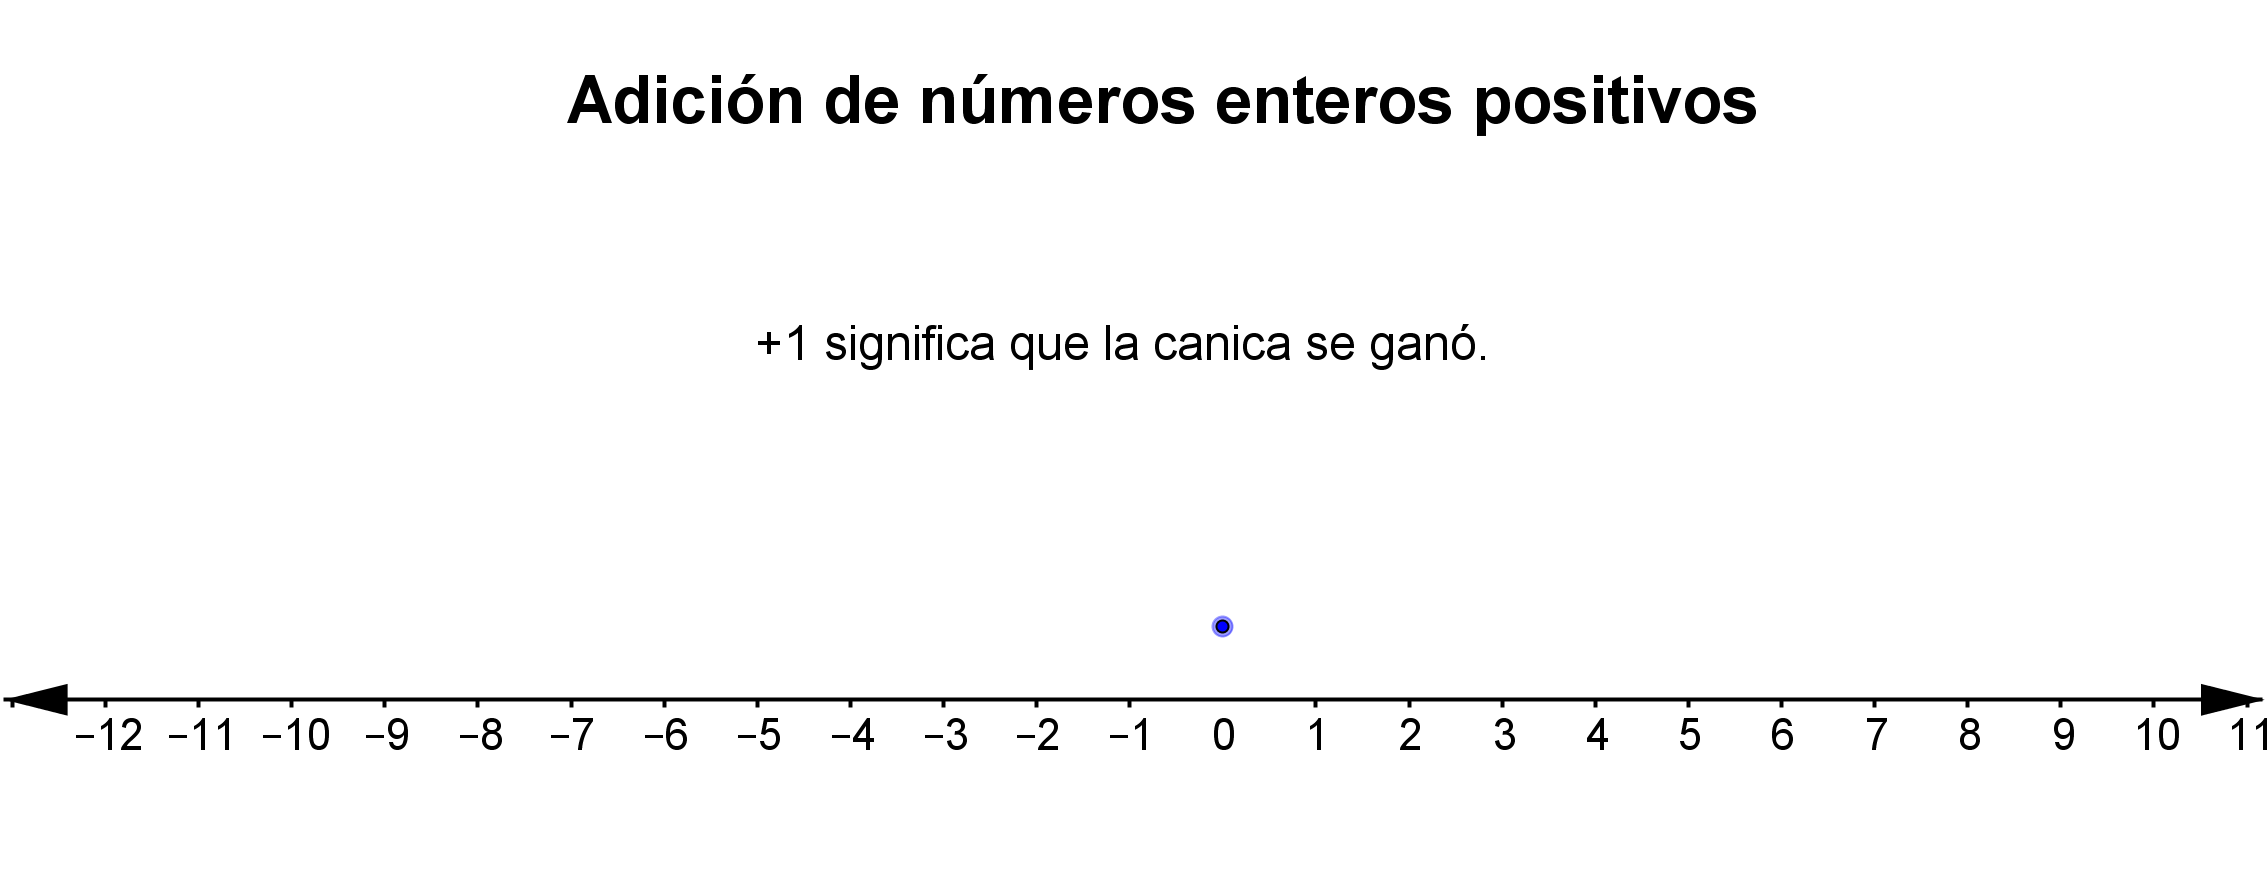 Adición de números enteros positivos
+1 significa que la canica se ganó.
−12 −11 −10 −9 −8 −7 −6 −5 −4 −3 −2 −1 0 1 2 3 4 5 6 7 8 9 10 11